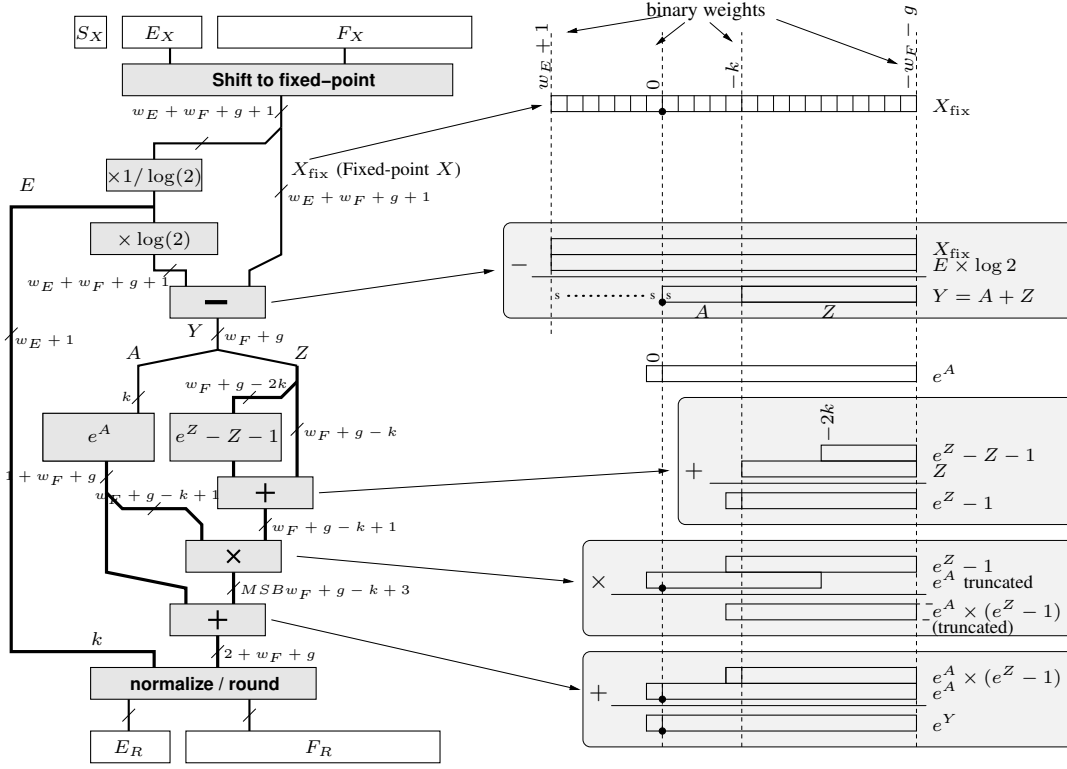 binary weights
S_X E_X F_X
w_E + 1
0
−k
−w_F − g
Shift to fixed−point
w_E + w_F + g + 1
X_fix
×1/ log(2)
X_fix (Fixed-point X)
E
w_E + w_F + g + 1
× log(2)
w_E + w_F + g + 1
−
X_fix
E × log 2
−
s s s
Y = A + Z
A Z
Y
w_F + g
w_E + 1
A Z
0
e^A
w_F + g − 2k
k
−2k
e^A
e^Z − Z − 1
w_F + g − k
e^Z − Z − 1
+
Z
1 + w_F + g
w_F + g − k + 1
+
e^Z − 1
w_F + g − k + 1
×
e^Z − 1
×
e^A truncated
MSB w_F + g − k + 3
e^A × (e^Z − 1)
(truncated)
+
k
2 + w_F + g
normalize / round
e^A × (e^Z − 1)
+
e^A
e^Y
E_R F_R